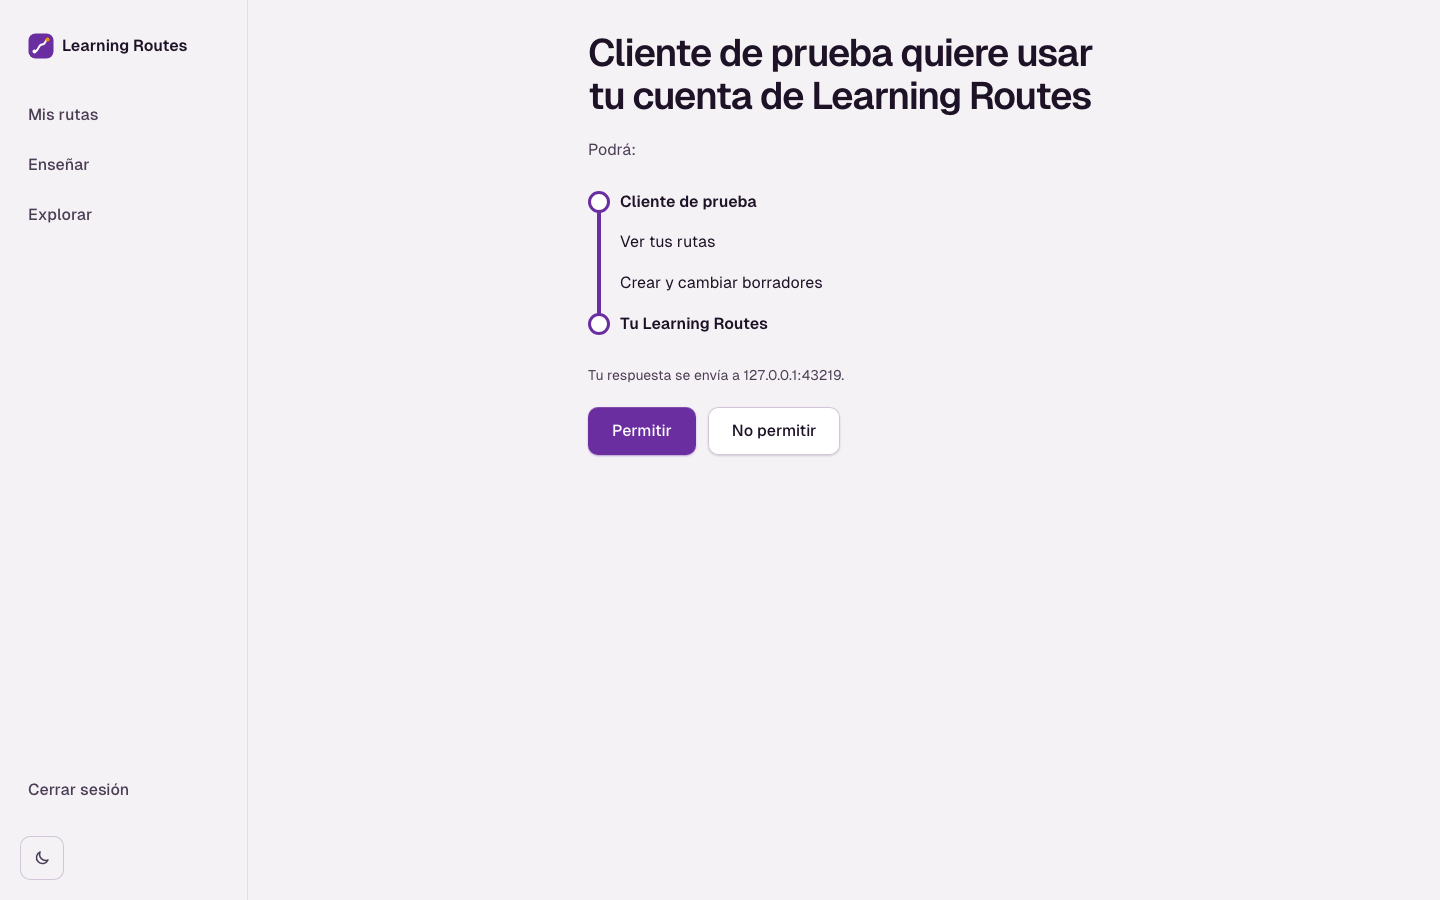 Learning Routes
Mis rutas
Enseñar
Explorar
Cerrar sesión
Cliente de prueba quiere usar
tu cuenta de Learning Routes
Podrá:
Cliente de prueba
Ver tus rutas
Crear y cambiar borradores
Tu Learning Routes
Tu respuesta se envía a 127.0.0.1:43219.
Permitir
No permitir